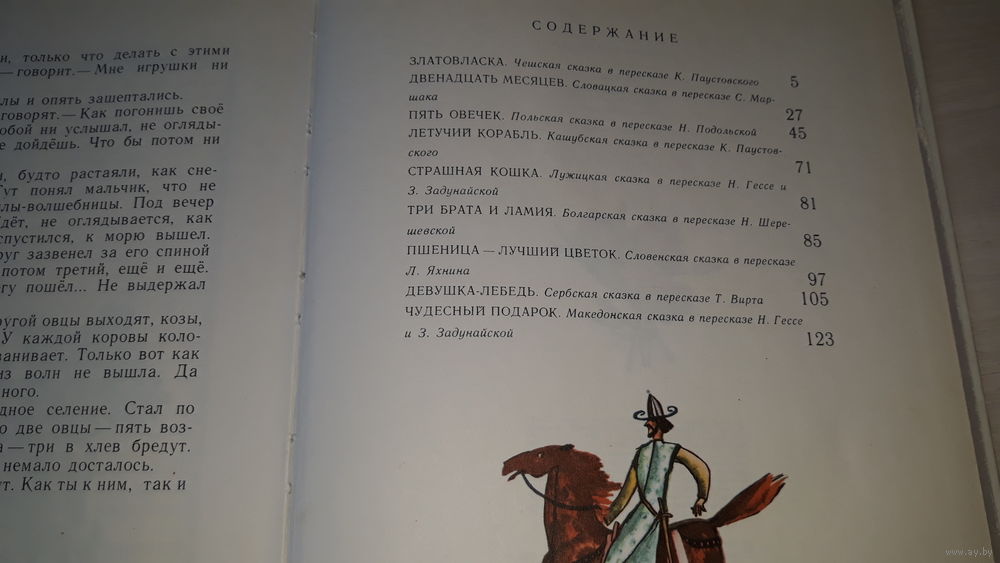 и, только что делать с этими
— говорит.— Мне игрушки ни
лы и опять зашептались.
говорят.— Как погонишь своё
обой ни услышал, не огляды-
е дойдёшь. Что бы потом ни
и, будто растаяли, как сне-
Тут понял мальчик, что не
лы-волшебницы. Под вечер
дёт, не оглядывается, как
спустился, к морю вышел.
руг зазвенел за его спиной
потом третий, ещё и ещё.
гу пошёл... Не выдержал
ругой овцы выходят, козы,
У каждой коровы коло-
ванивает. Только вот как
из волн не вышла. Да
ного.
дное селение. Стал по
о две овцы — пять воз-
а — три в хлев бредут.
немало досталось.
ут. Как ты к ним, так и
СОДЕРЖАНИЕ
ЗЛАТОВЛАСКА. Чешская сказка в пересказе К. Паустовского 5
ДВЕНАДЦАТЬ МЕСЯЦЕВ. Словацкая сказка в пересказе С. Мар-
шака 27
ПЯТЬ ОВЕЧЕК. Польская сказка в пересказе Н. Подольской 45
ЛЕТУЧИЙ КОРАБЛЬ. Кашубская сказка в пересказе К. Паустов-
ского 71
СТРАШНАЯ КОШКА. Лужицкая сказка в пересказе Н. Гессе и
З. Задунайской 81
ТРИ БРАТА И ЛАМИЯ. Болгарская сказка в пересказе Н. Шере-
шевской 85
ПШЕНИЦА — ЛУЧШИЙ ЦВЕТОК. Словенская сказка в пересказе
Л. Яхнина 97
ДЕВУШКА-ЛЕБЕДЬ. Сербская сказка в пересказе Т. Вирта 105
ЧУДЕСНЫЙ ПОДАРОК. Македонская сказка в пересказе Н. Гессе
и З. Задунайской 123
www.ay.by